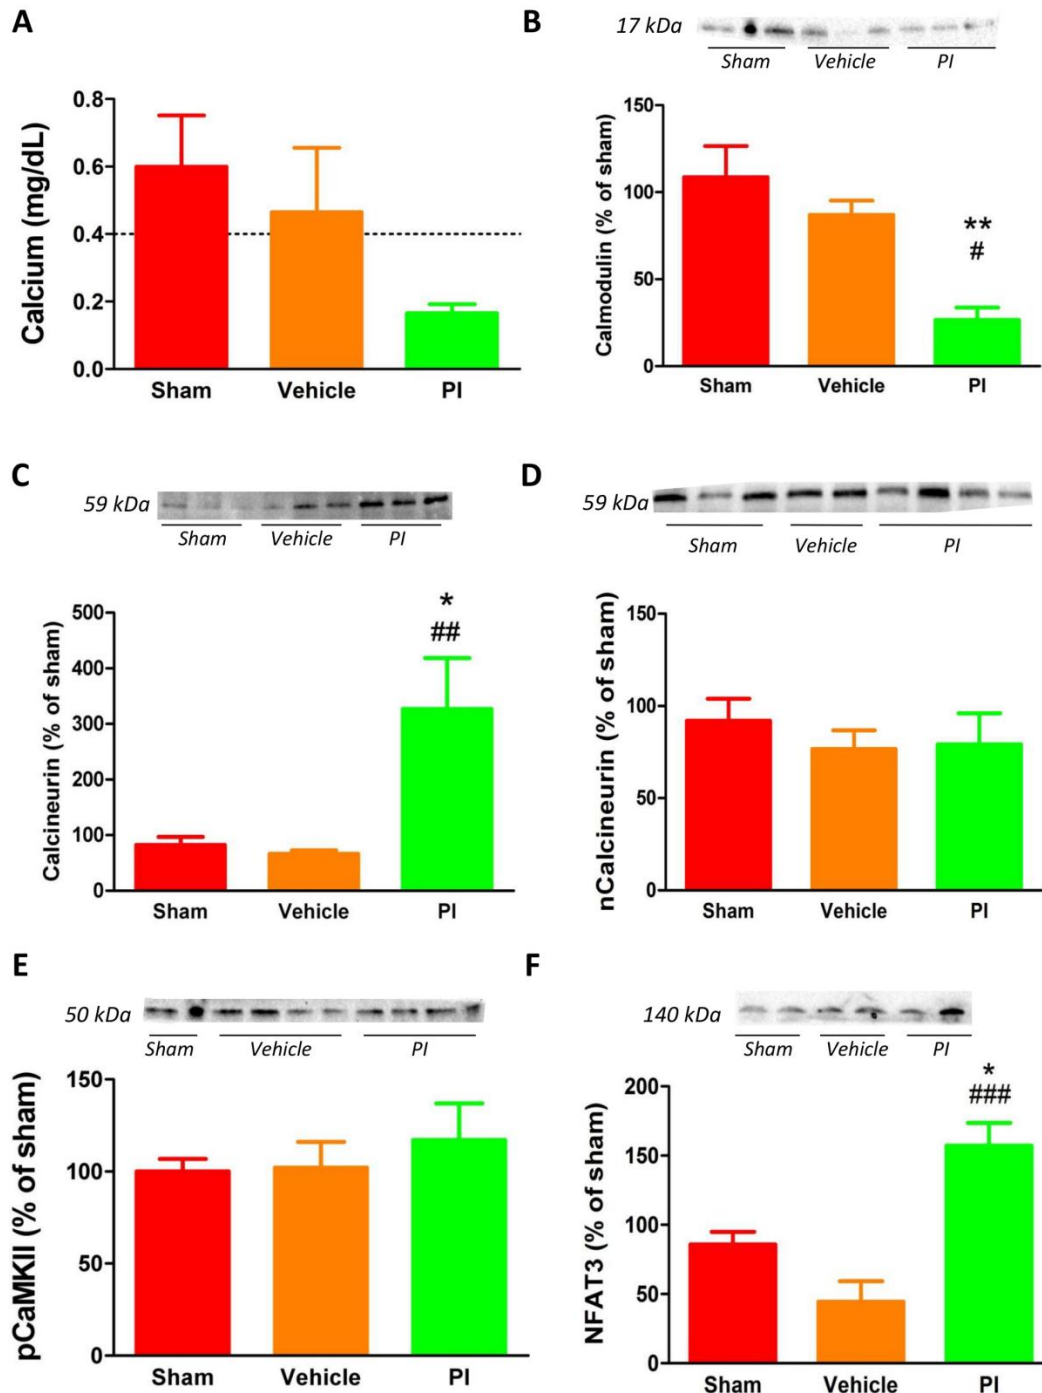 A
Calcium (mg/dL)
0.8
0.6
0.4
0.2
0.0
Sham Vehicle PI
B
17 kDa
Sham Vehicle PI
Calmodulin (% of sham)
150
100
50
0
**
#
Sham Vehicle PI
C
59 kDa
Sham Vehicle PI
Calcineurin (% of sham)
500
400
300
200
100
0
*
##
Sham Vehicle PI
D
59 kDa
Sham Vehicle PI
nCalcineurin (% of sham)
150
100
50
0
Sham Vehicle PI
E
50 kDa
Sham Vehicle PI
pCaMKII (% of sham)
150
100
50
0
Sham Vehicle PI
F
140 kDa
Sham Vehicle PI
NFAT3 (% of sham)
200
150
100
50
0
*
###
Sham Vehicle PI